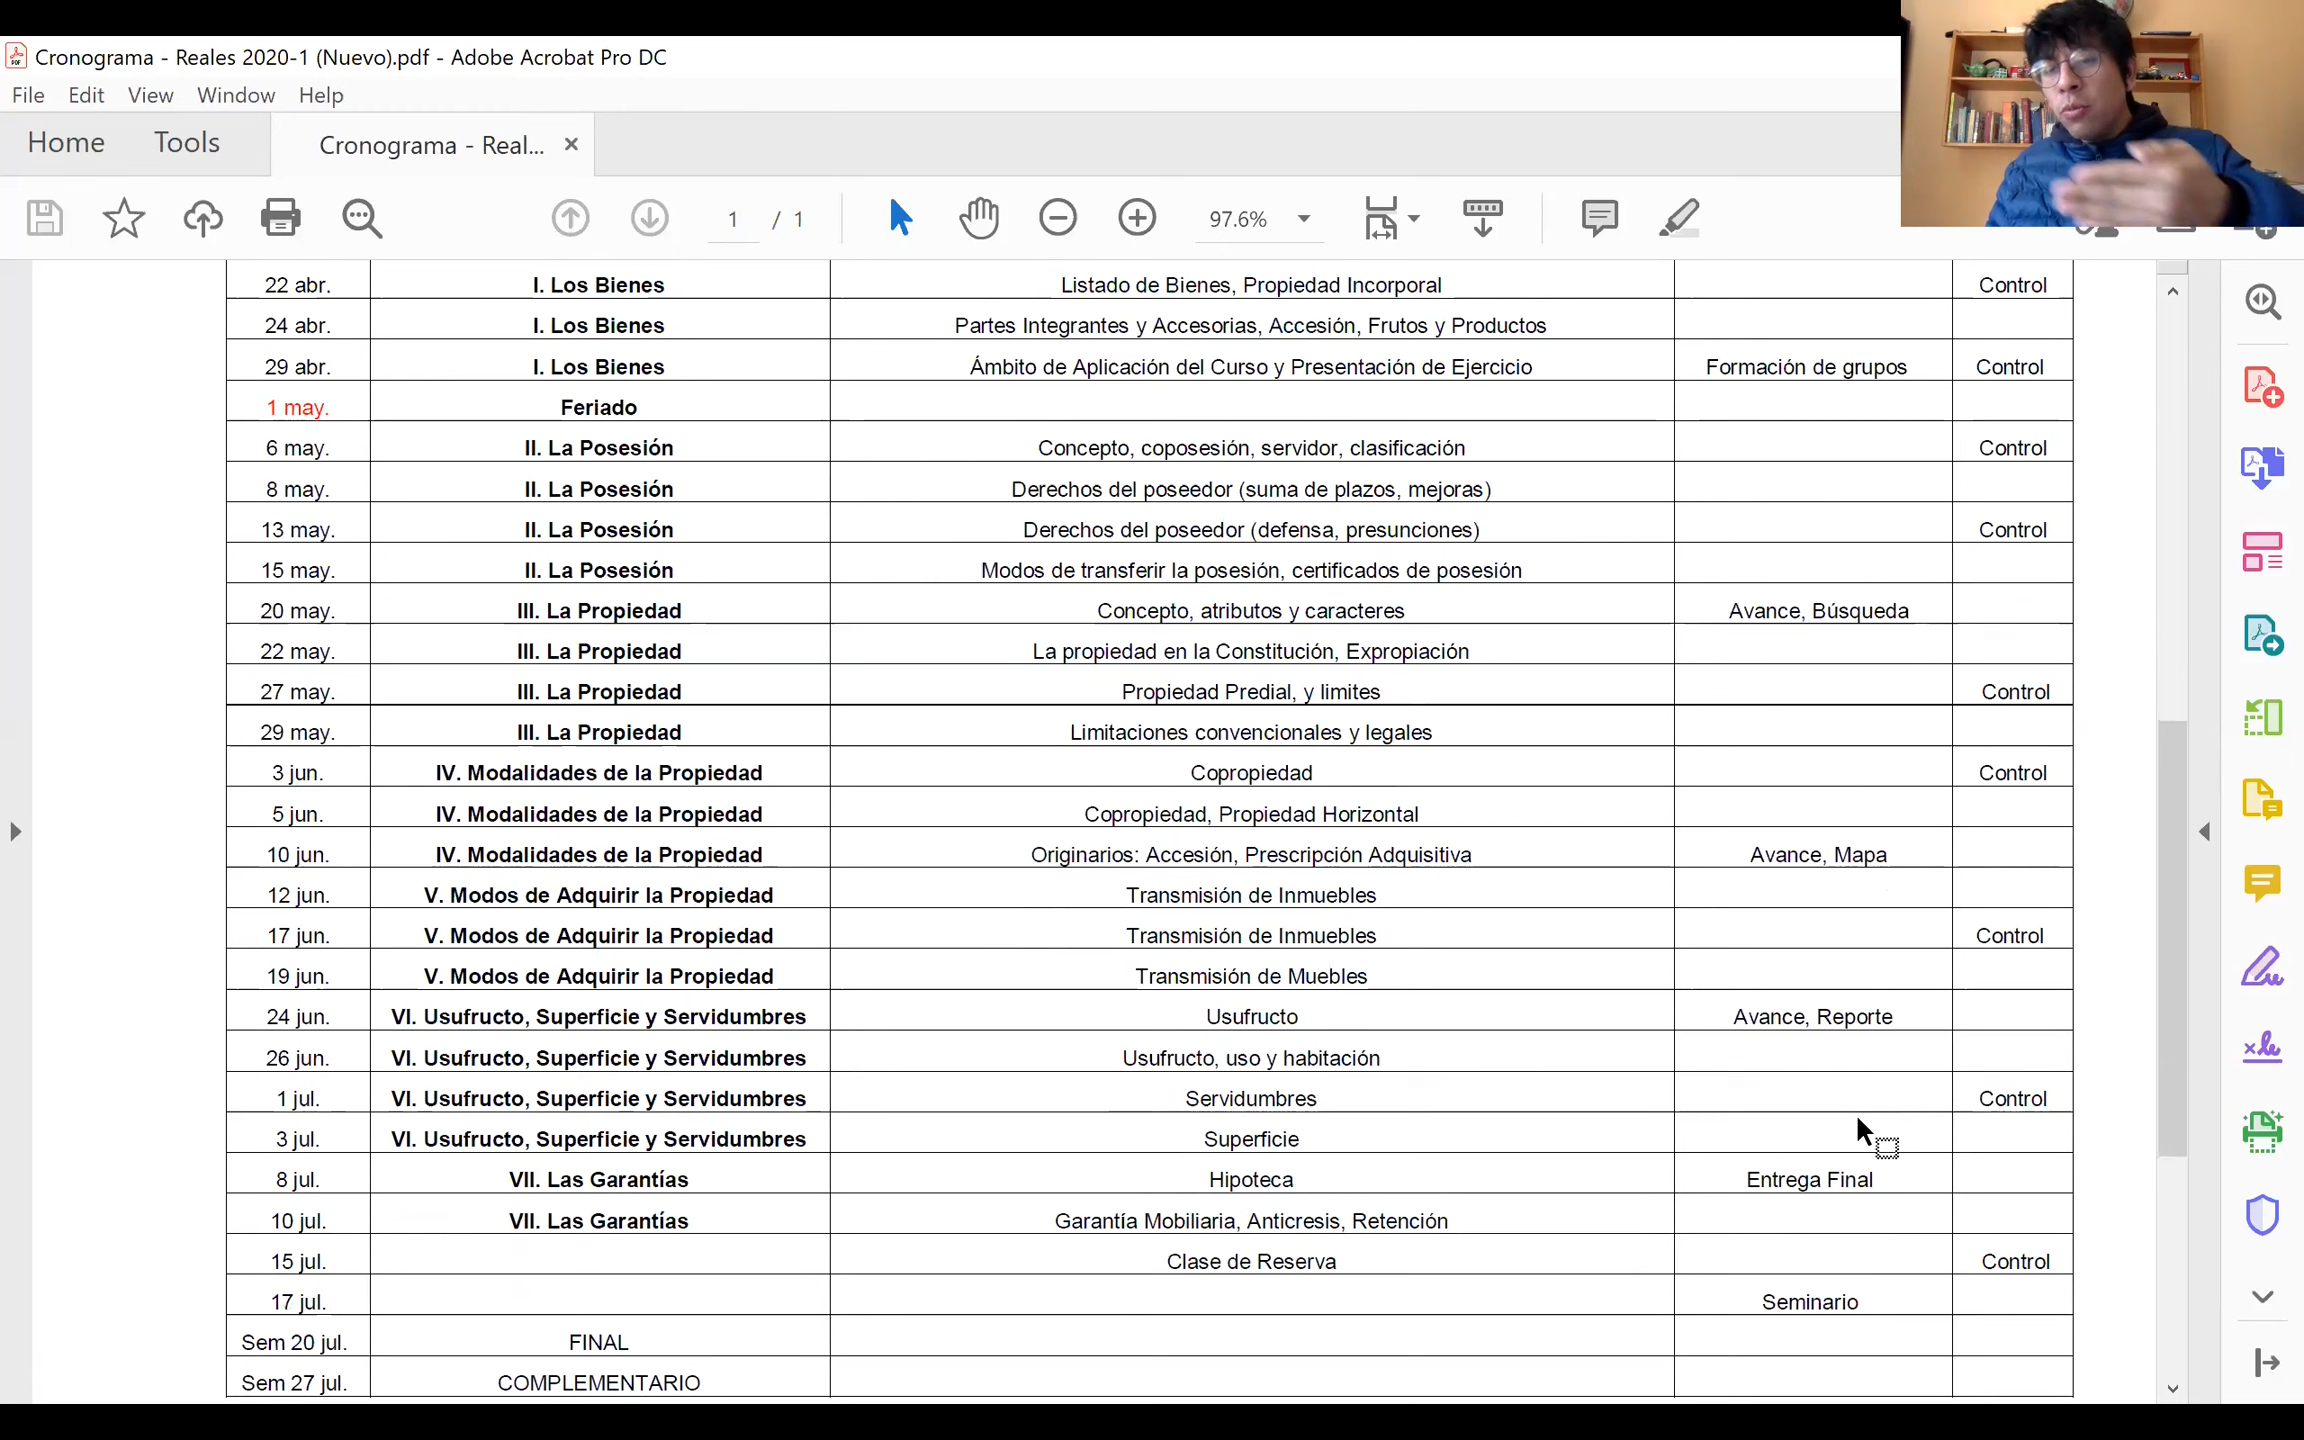 Cronograma - Reales 2020-1 (Nuevo).pdf - Adobe Acrobat Pro DC
File Edit View Window Help
Home Tools Cronograma - Real... ×
1 / 1 97.6%
22 abr. I. Los Bienes Listado de Bienes, Propiedad Incorporal Control
24 abr. I. Los Bienes Partes Integrantes y Accesorias, Accesión, Frutos y Productos
29 abr. I. Los Bienes Ámbito de Aplicación del Curso y Presentación de Ejercicio Formación de grupos Control
1 may. Feriado
6 may. II. La Posesión Concepto, coposesión, servidor, clasificación Control
8 may. II. La Posesión Derechos del poseedor (suma de plazos, mejoras)
13 may. II. La Posesión Derechos del poseedor (defensa, presunciones) Control
15 may. II. La Posesión Modos de transferir la posesión, certificados de posesión
20 may. III. La Propiedad Concepto, atributos y caracteres Avance, Búsqueda
22 may. III. La Propiedad La propiedad en la Constitución, Expropiación
27 may. III. La Propiedad Propiedad Predial, y limites Control
29 may. III. La Propiedad Limitaciones convencionales y legales
3 jun. IV. Modalidades de la Propiedad Copropiedad Control
5 jun. IV. Modalidades de la Propiedad Copropiedad, Propiedad Horizontal
10 jun. IV. Modalidades de la Propiedad Originarios: Accesión, Prescripción Adquisitiva Avance, Mapa
12 jun. V. Modos de Adquirir la Propiedad Transmisión de Inmuebles
17 jun. V. Modos de Adquirir la Propiedad Transmisión de Inmuebles Control
19 jun. V. Modos de Adquirir la Propiedad Transmisión de Muebles
24 jun. VI. Usufructo, Superficie y Servidumbres Usufructo Avance, Reporte
26 jun. VI. Usufructo, Superficie y Servidumbres Usufructo, uso y habitación
1 jul. VI. Usufructo, Superficie y Servidumbres Servidumbres Control
3 jul. VI. Usufructo, Superficie y Servidumbres Superficie
8 jul. VII. Las Garantías Hipoteca Entrega Final
10 jul. VII. Las Garantías Garantía Mobiliaria, Anticresis, Retención
15 jul. Clase de Reserva Control
17 jul. Seminario
Sem 20 jul. FINAL
Sem 27 jul. COMPLEMENTARIO